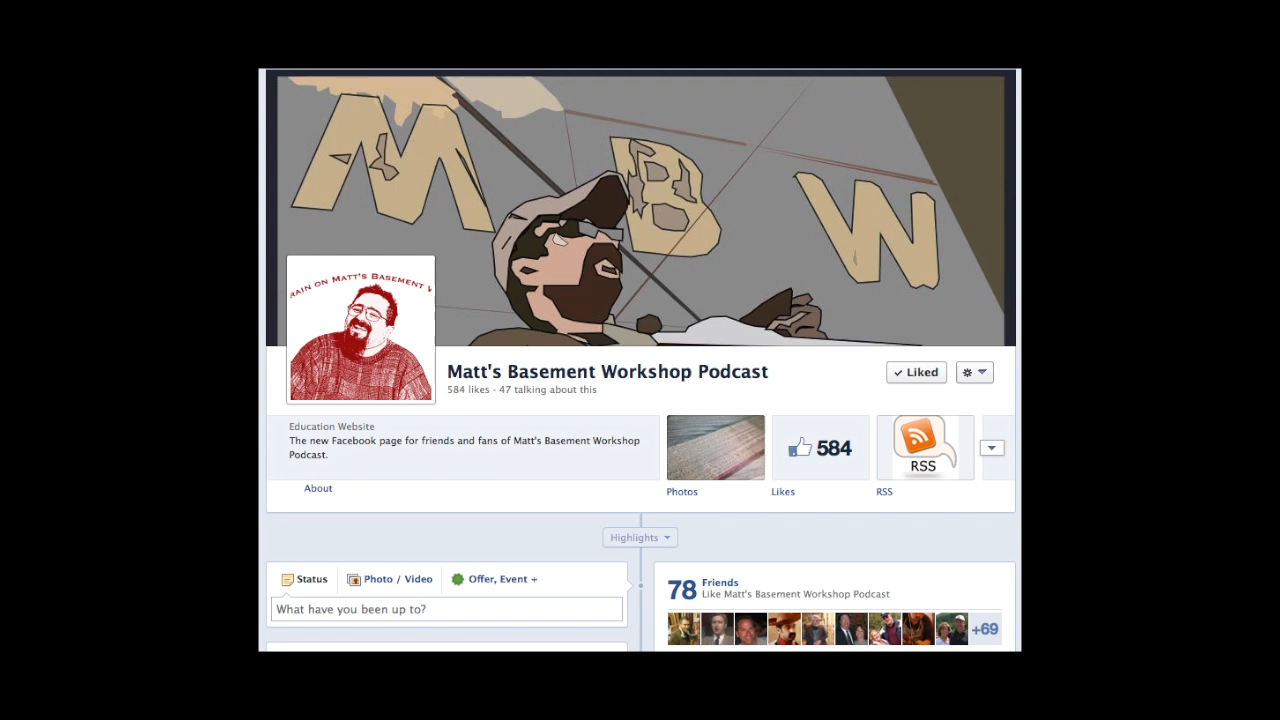 M B W
RAIN ON MATT'S BASEMENT
Matt's Basement Workshop Podcast
584 likes · 47 talking about this
✓ Liked
Education Website
The new Facebook page for friends and fans of Matt's Basement Workshop
Podcast.
About
584
RSS
Photos
Likes
RSS
Highlights
Status
Photo / Video
Offer, Event +
What have you been up to?
78
Friends
Like Matt's Basement Workshop Podcast
+69